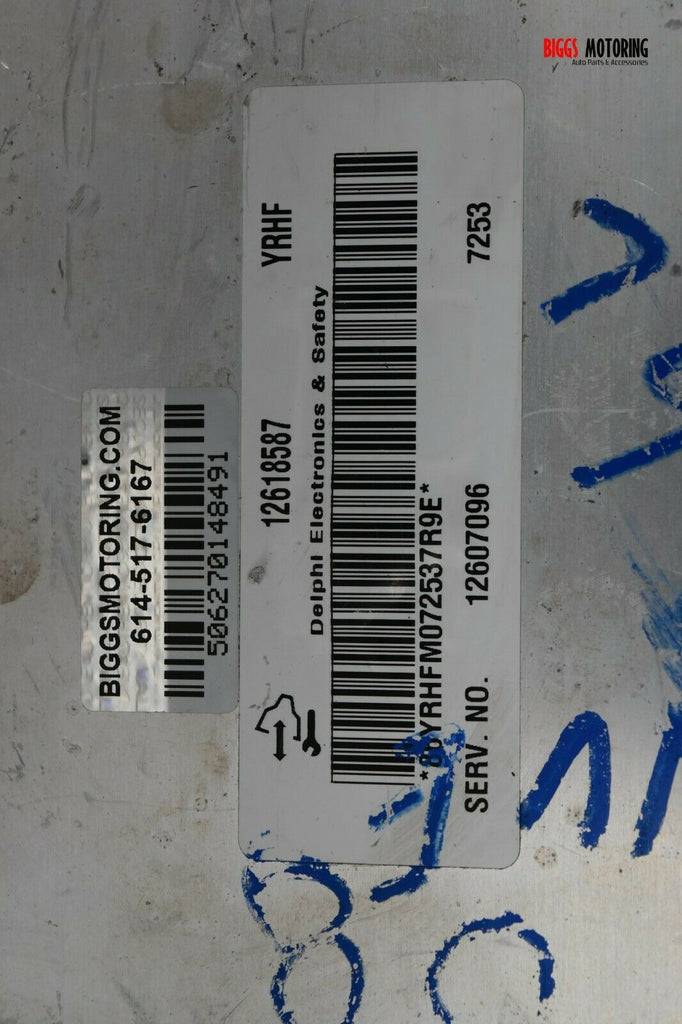 BIGGS MOTORING
Auto Parts & Accessories
BIGGSMOTORING.COM
614-517-6167
506270148491
12618587 YRHF
Delphi Electronics & Safety
YRHFM072537R9E*
SERV. NO. 12607096 7253